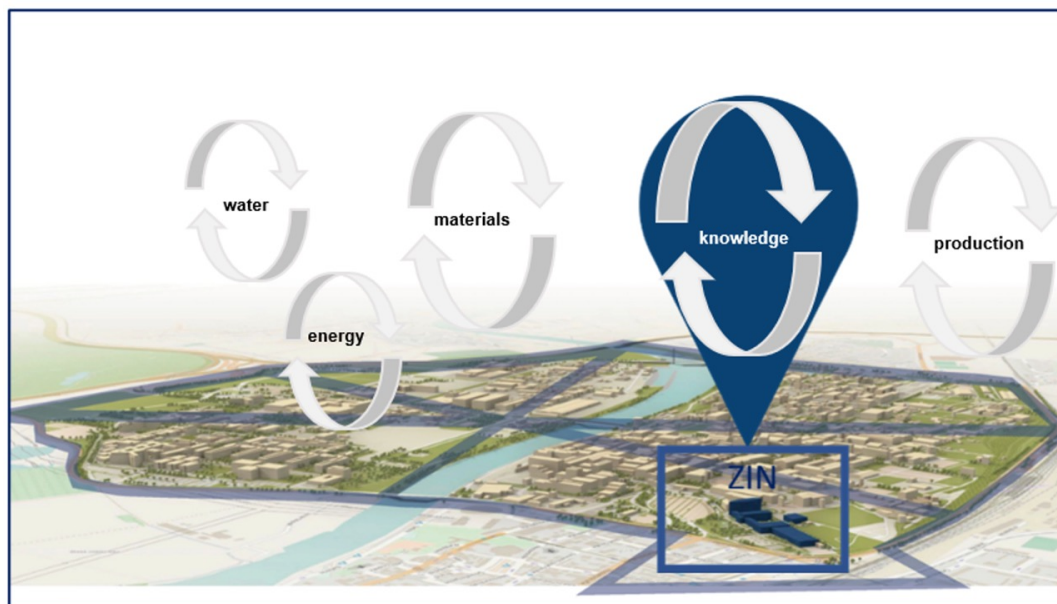 water
materials
knowledge
production
energy
ZIN